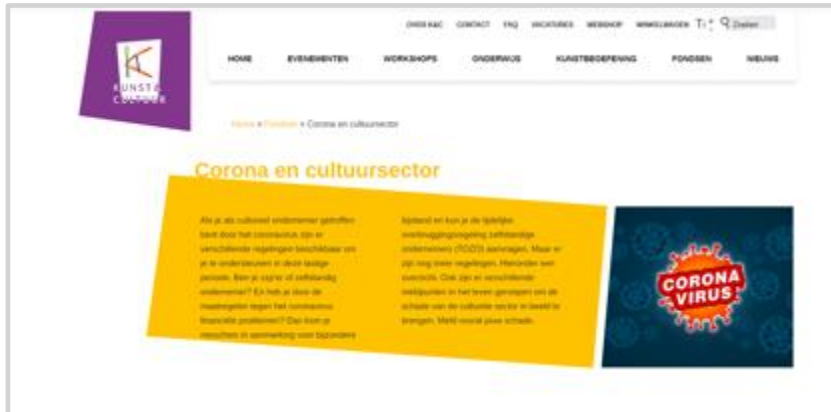 OVER K&C CONTACT FAQ VACATURES WEBSHOP WINKELWAGEN Zoeken
HOME EVENEMENTEN WORKSHOPS ONDERWIJS KUNSTBEOEFENING FONDSEN NIEUWS
KUNST&
CULTUUR
Home » Fondsen » Corona en cultuursector
Corona en cultuursector
Als je als cultureel ondernemer getroffen
bent door het coronavirus zijn er
verschillende regelingen beschikbaar om
je te ondersteunen in deze lastige
periode. Ben je zzp'er of zelfstandig
ondernemer? En heb je door de
maatregelen tegen het coronavirus
financiële problemen? Dan kom je
misschien in aanmerking voor bijzondere
bijstand en kun je de tijdelijke
overbruggingsregeling zelfstandige
ondernemers (TOZO) aanvragen. Maar er
zijn nog meer regelingen. Hieronder een
overzicht. Ook zijn er verschillende
meldpunten in het leven geroepen om de
schade van de culturele sector in beeld te
brengen. Meld vooral jouw schade.
CORONA
VIRUS